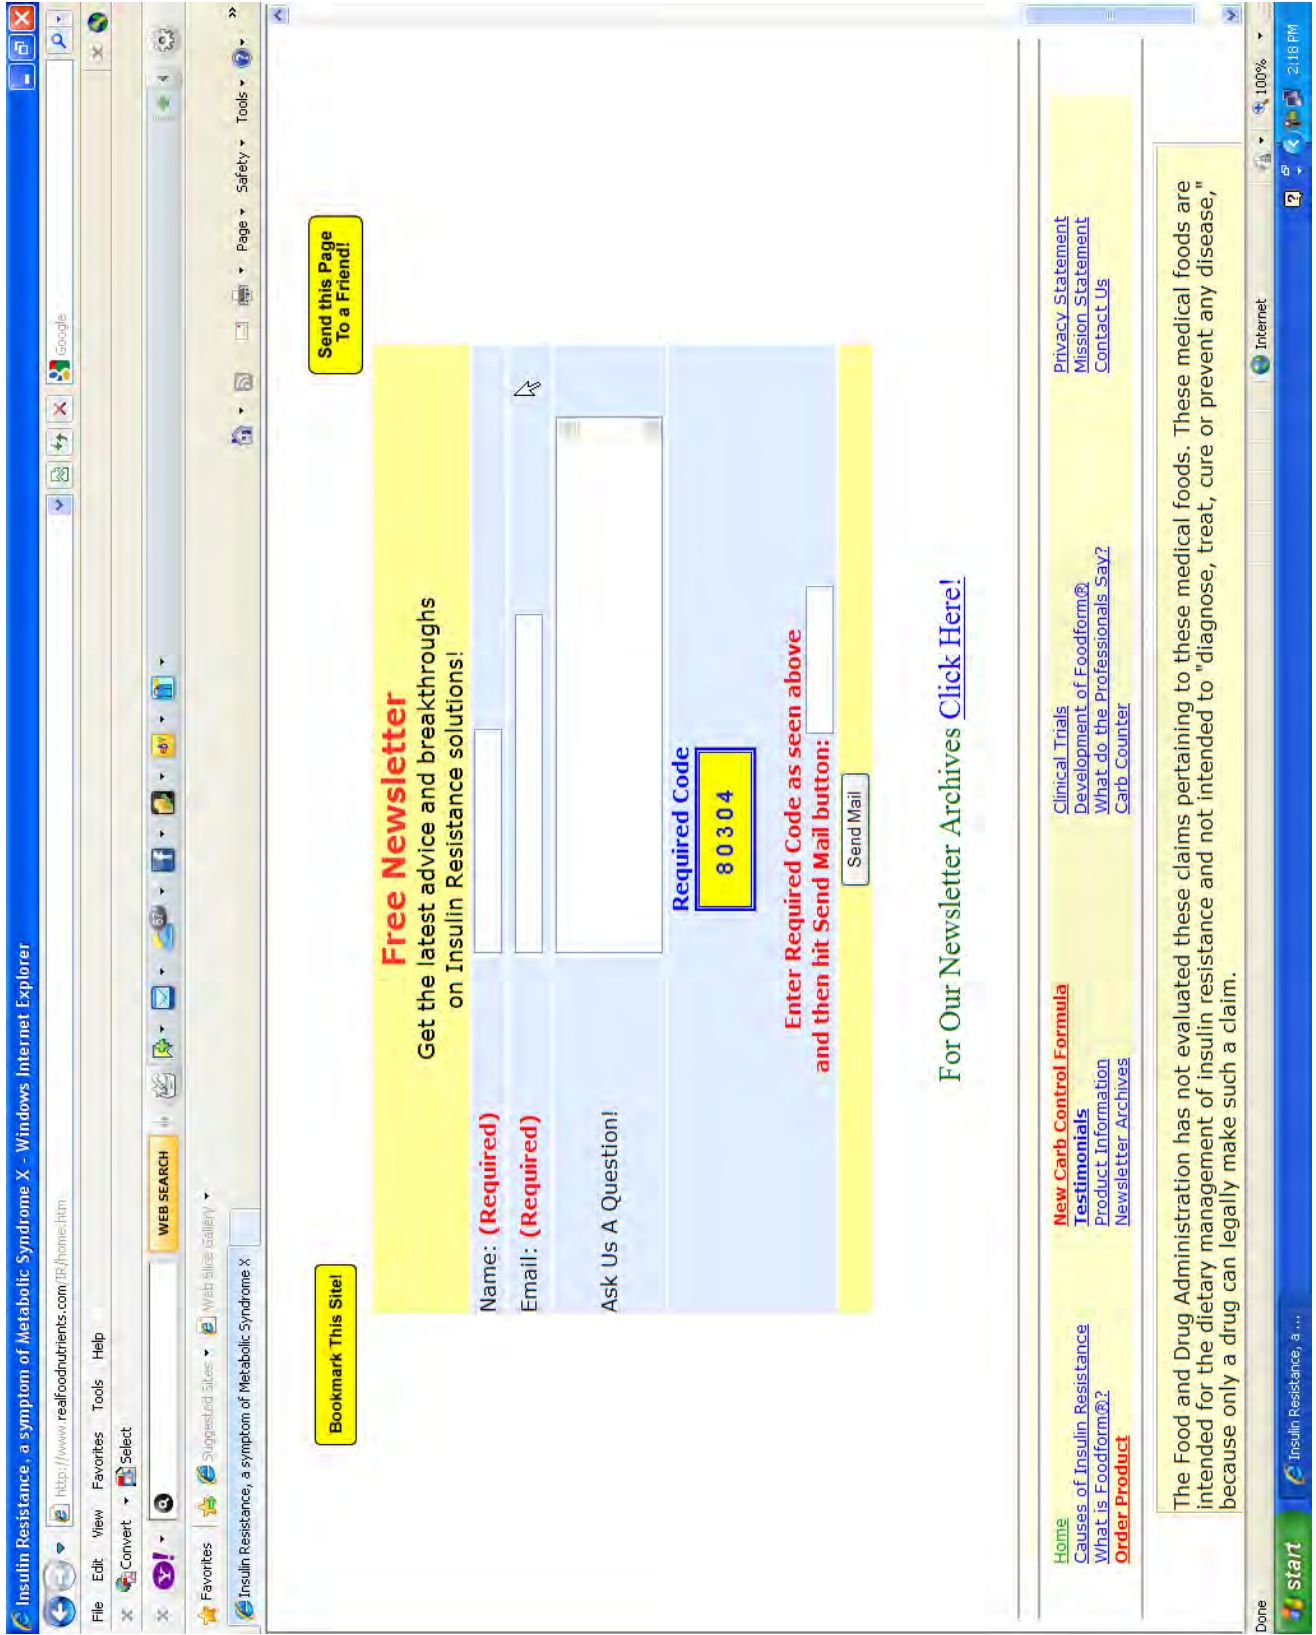 Insulin Resistance, a symptom of Metabolic Syndrome X - Windows Internet Explorer
http://www.realfoodnutrients.com/IR/home.htm
Google
File Edit View Favorites Tools Help
Convert Select
Y! WEB SEARCH 67
Favorites Suggested Sites Web Slice Gallery
Insulin Resistance, a symptom of Metabolic Syndrome X
Page Safety Tools
Bookmark This Site!
Send this Page
To a Friend!
Free Newsletter
Get the latest advice and breakthroughs
on Insulin Resistance solutions!
Name: (Required)
Email: (Required)
Ask Us A Question!
Required Code
80304
Enter Required Code as seen above
and then hit Send Mail button:
Send Mail
For Our Newsletter Archives Click Here!
Home
Causes of Insulin Resistance
What is Foodform®?
Order Product
New Carb Control Formula
Testimonials
Product Information
Newsletter Archives
Clinical Trials
Development of Foodform®
What do the Professionals Say?
Carb Counter
Privacy Statement
Mission Statement
Contact Us
The Food and Drug Administration has not evaluated these claims pertaining to these medical foods. These medical foods are
intended for the dietary management of insulin resistance and not intended to "diagnose, treat, cure or prevent any disease,"
because only a drug can legally make such a claim.
Done Internet 100%
start Insulin Resistance, a ... 2:18 PM